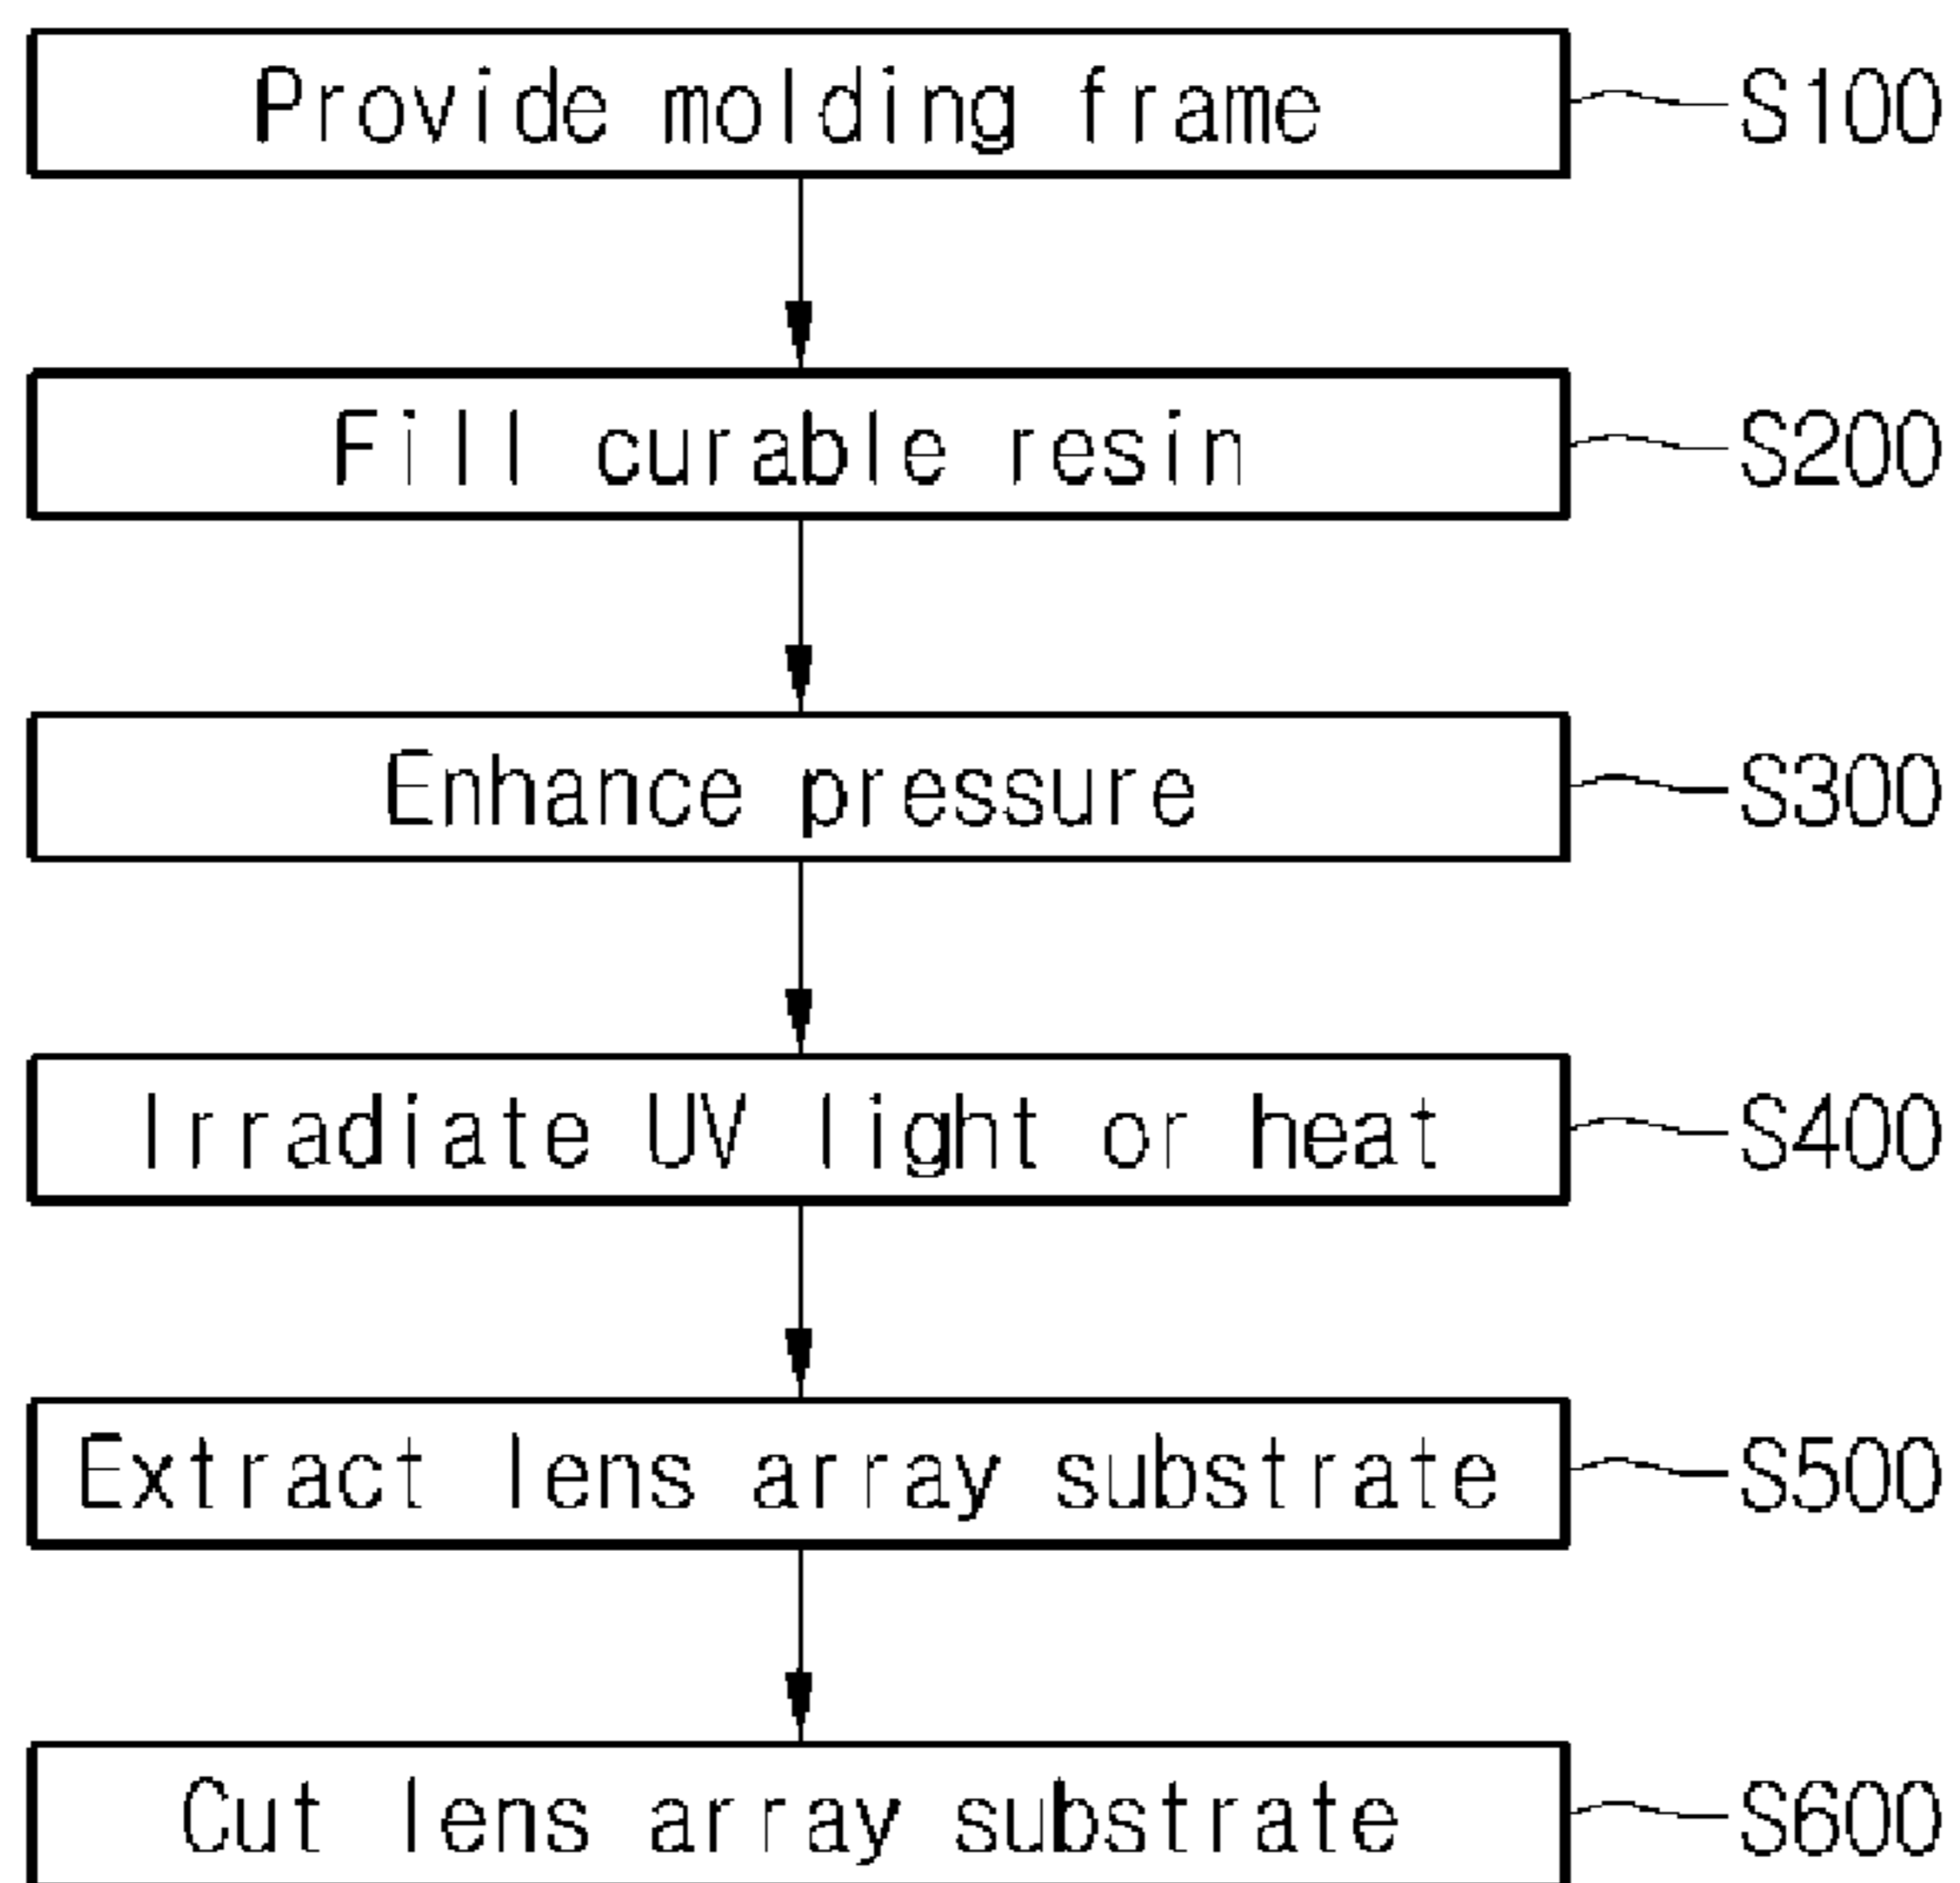 Provide molding frame S100
Fill curable resin S200
Enhance pressure S300
Irradiate UV light or heat S400
Extract lens array substrate S500
Cut lens array substrate S600